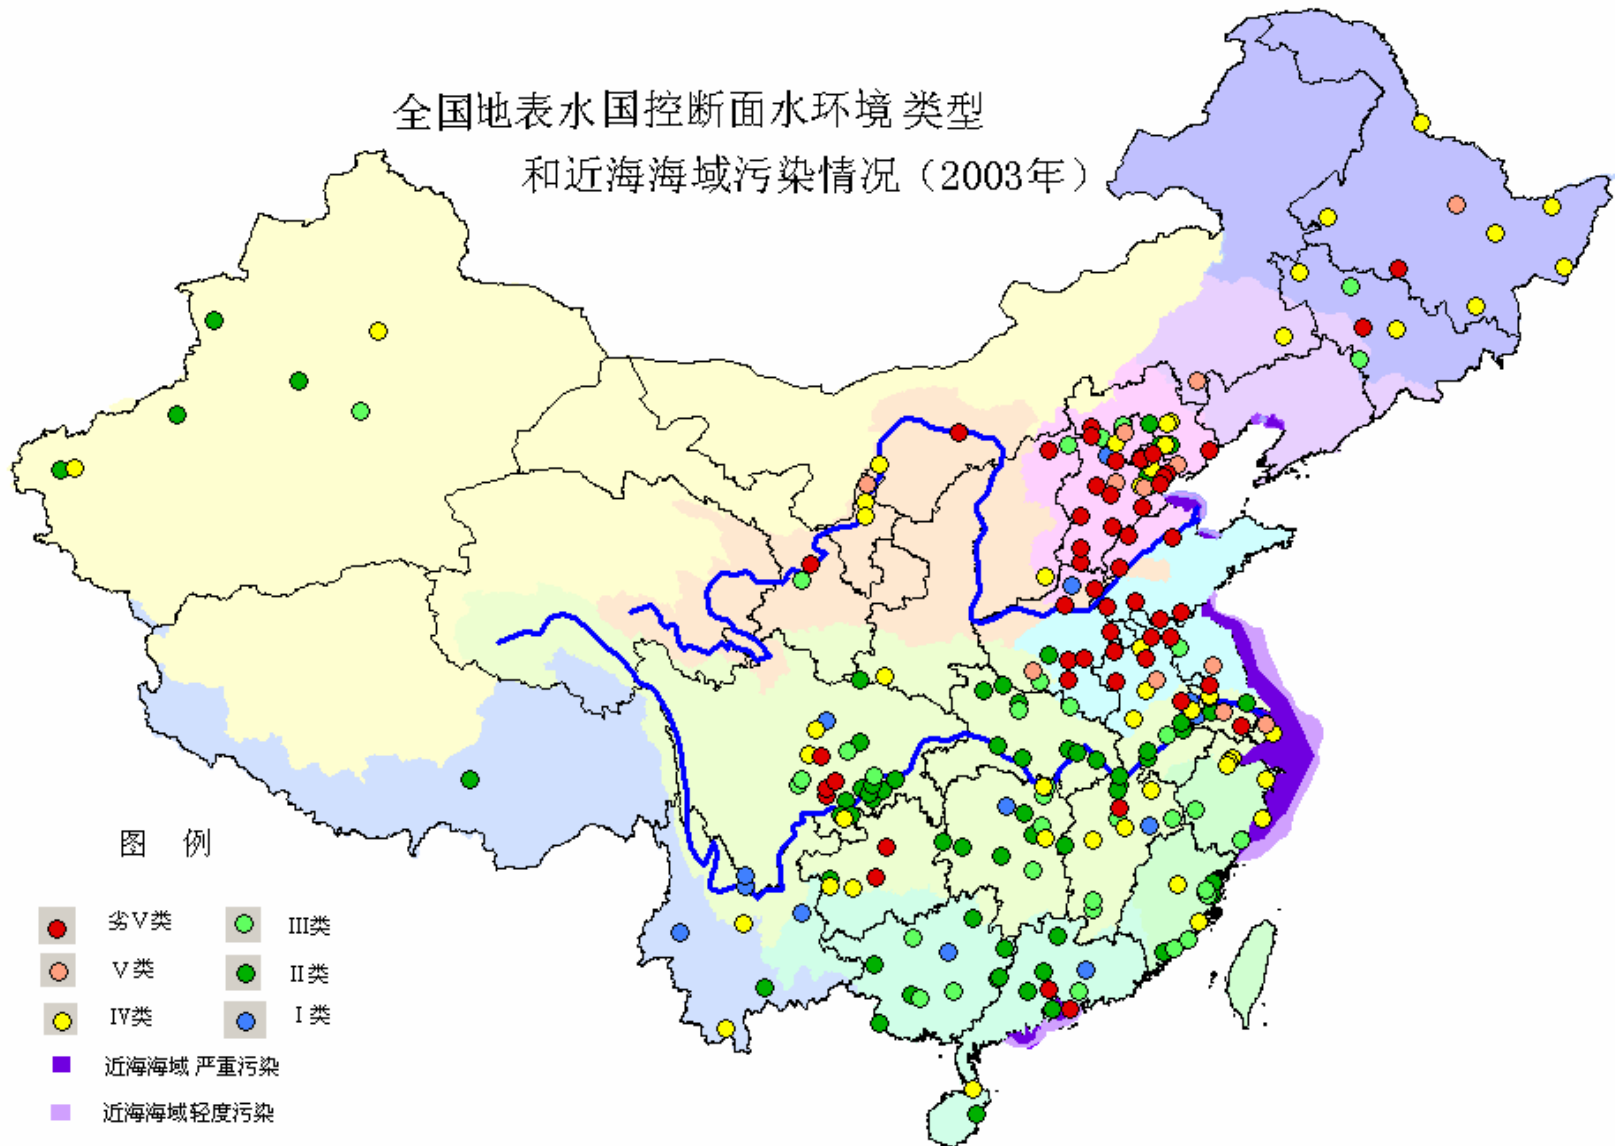 全国地表水国控断面水环境 类型
和近海海域污染情况（2003年）
图 例
劣Ⅴ类
Ⅲ类
Ⅴ类
Ⅱ类
Ⅳ类
Ⅰ类
近海海域 严重污染
近海海域轻度污染